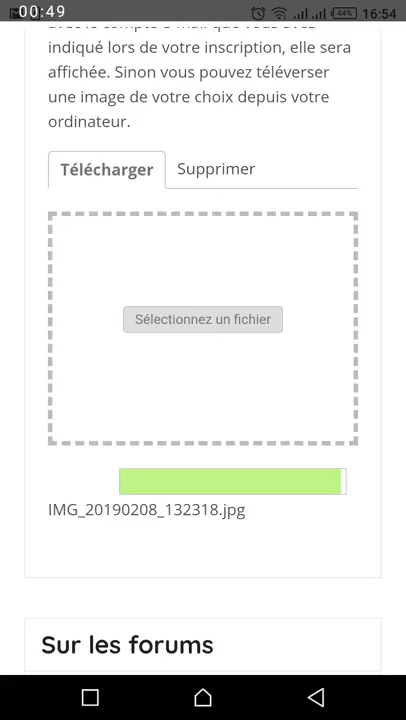 00:49
44%
16:54
indiqué lors de votre inscription, elle sera
affichée. Sinon vous pouvez téléverser
une image de votre choix depuis votre
ordinateur.
Télécharger
Supprimer
Sélectionnez un fichier
IMG_20190208_132318.jpg
Sur les forums